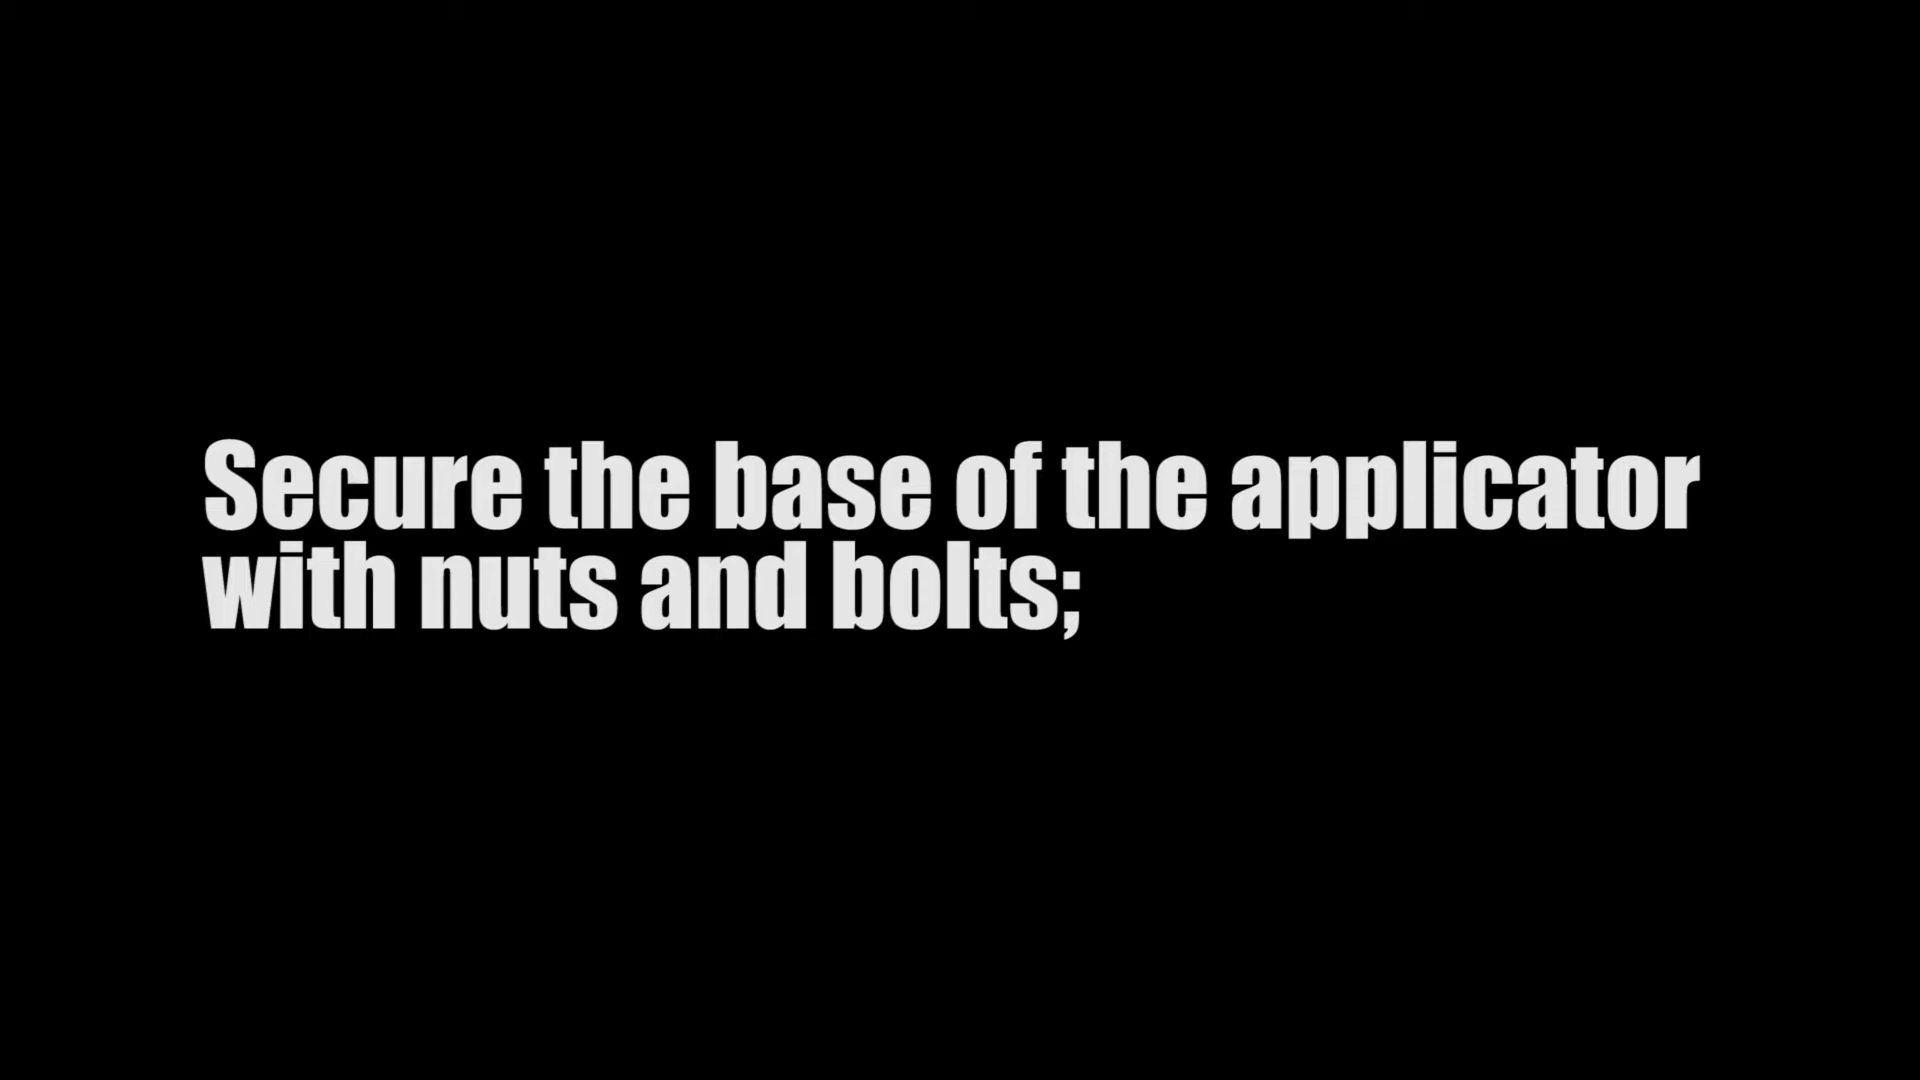 Secure the base of the applicator
with nuts and bolts;